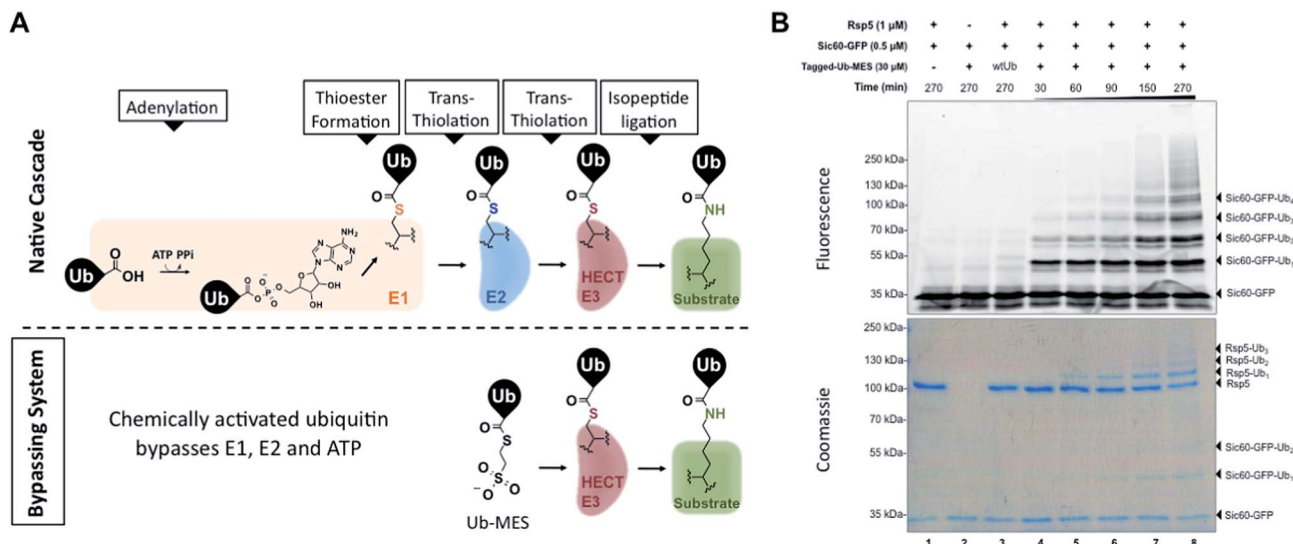 A
Native Cascade
Adenylation
Thioester
Formation
Trans-
Thiolation
Trans-
Thiolation
Isopeptide
ligation
Ub
OH
O
ATP PPi
Ub
O
O
P
O
O⁻
O
O
OH
OH
N
N
N
N
NH₂
E1
Ub
O
S
Ub
O
S
E2
Ub
O
S
HECT
E3
Ub
O
NH
Substrate
Bypassing System
Chemically activated ubiquitin
bypasses E1, E2 and ATP
Ub
O
S
O
S
O
O
Ub-MES
Ub
O
S
HECT
E3
Ub
O
NH
Substrate
B
Rsp5 (1 µM) + - + + + + + +
Sic60-GFP (0.5 µM) + + + + + + + +
Tagged-Ub-MES (30 µM) - + wtUb + + + + +
Time (min) 270 270 270 30 60 90 150 270
Fluorescence
250 kDa-
130 kDa-
100 kDa-
70 kDa-
55 kDa-
35 kDa-
Sic60-GFP-Ub₄
Sic60-GFP-Ub₃
Sic60-GFP-Ub₂
Sic60-GFP-Ub₁
Sic60-GFP
Coomassie
250 kDa-
130 kDa-
100 kDa-
70 kDa-
55 kDa-
35 kDa-
Rsp5-Ub₃
Rsp5-Ub₂
Rsp5-Ub₁
Rsp5
Sic60-GFP-Ub₂
Sic60-GFP-Ub₁
Sic60-GFP
1 2 3 4 5 6 7 8